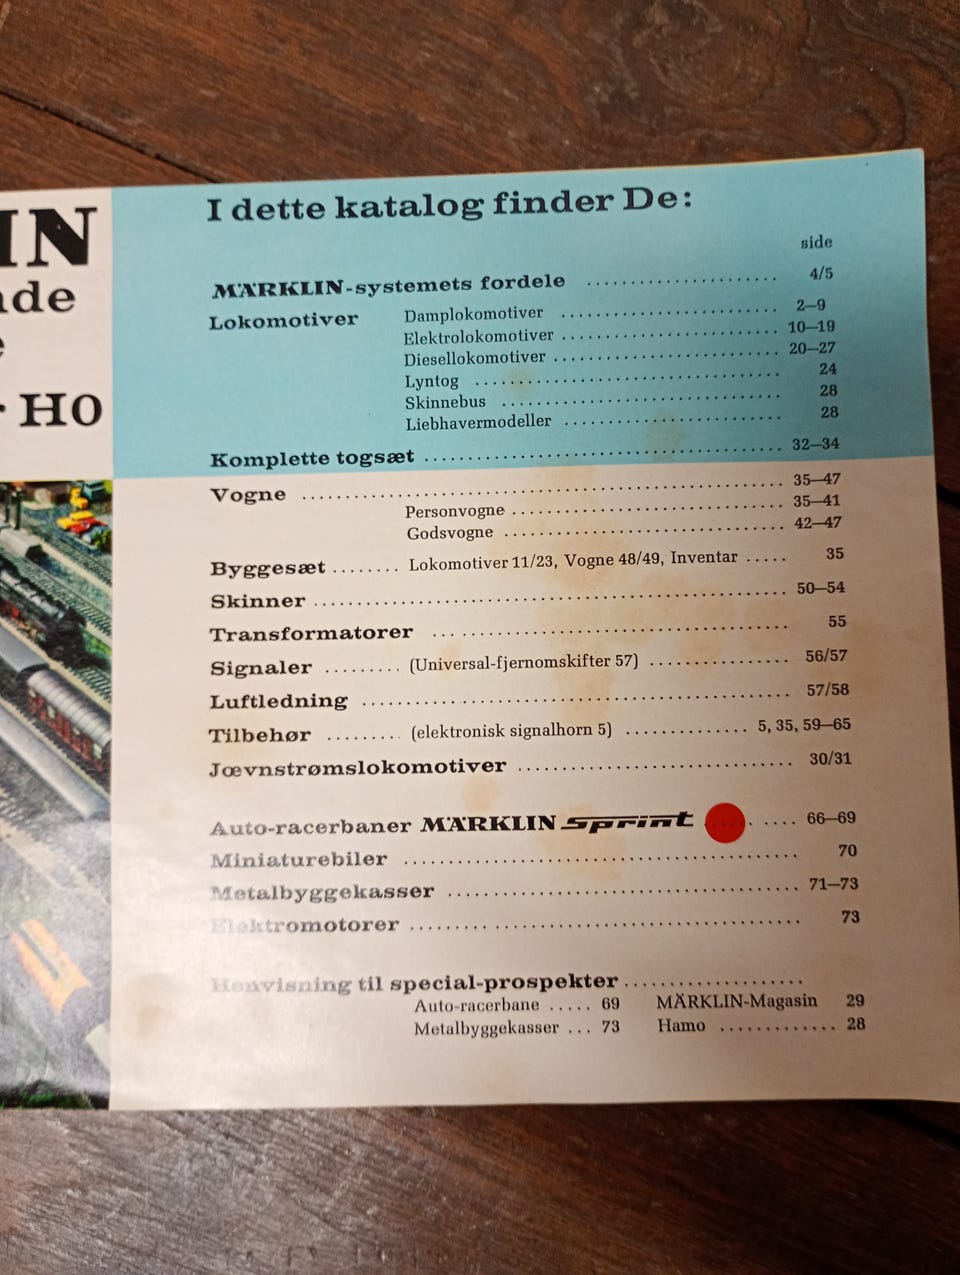 IN
nde
e
r H0
I dette katalog finder De:
side
MÄRKLIN-systemets fordele .................... 4/5
Lokomotiver Damplokomotiver .................... 2—9
Elektrolokomotiver .................... 10—19
Diesellokomotiver .................... 20—27
Lyntog .................... 24
Skinnebus .................... 28
Liebhavermodeller .................... 28
Komplette togsæt .................... 32—34
Vogne .................... 35—47
Personvogne .................... 35—41
Godsvogne .................... 42—47
Byggesæt ........ Lokomotiver 11/23, Vogne 48/49, Inventar ..... 35
Skinner .................... 50—54
Transformatorer .................... 55
Signaler ......... (Universal-fjernomskifter 57) ................ 56/57
Luftledning .................... 57/58
Tilbehør ......... (elektronisk signalhorn 5) .............. 5, 35, 59—65
Jœvnstrømslokomotiver .................... 30/31
Auto-racerbaner MÄRKLIN Sprint .......... 66—69
Miniaturebiler .................... 70
Metalbyggekasser .................... 71—73
Elektromotorer .................... 73
Henvisning til special-prospekter ....................
Auto-racerbane ..... 69 MÄRKLIN-Magasin 29
Metalbyggekasser ... 73 Hamo ............. 28